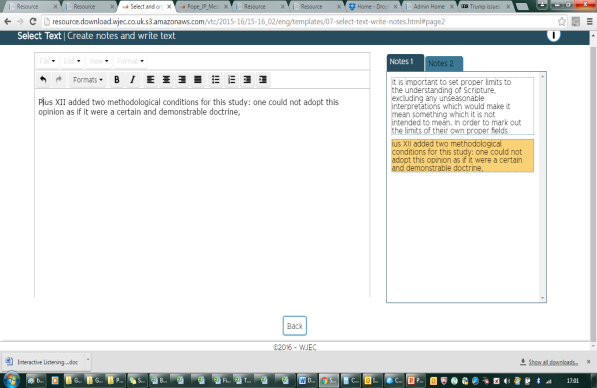 Resource
Resource
Select and org
Pope_IP_Mess
Resource
Resource
Home - Drop
Admin Home
Trump issues
resource.download.wjec.co.uk.s3.amazonaws.com/vtc/2015-16/15-16_02/eng/templates/07-select-text-write-notes.html#page2
Select Text | Create notes and write text
File Edit View Format
Formats B I
Pius XII added two methodological conditions for this study: one could not adopt this
opinion as if it were a certain and demonstrable doctrine,
Notes 1 Notes 2
It is important to set proper limits to
the understanding of Scripture,
excluding any unseasonable
interpretations which would make it
mean something which it is not
intended to mean. In order to mark out
the limits of their own proper fields
ius XII added two methodological
conditions for this study: one could not
adopt this opinion as if it were a certain
and demonstrable doctrine,
Back
©2016 - WJEC
Interactive Listening....doc
Show all downloads...
17:01